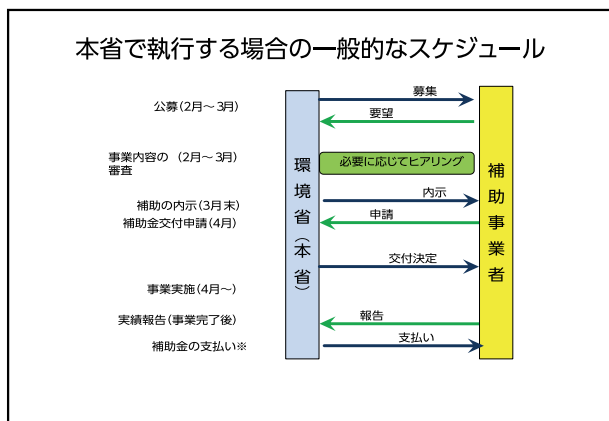 本省で執行する場合の一般的なスケジュール
公募(2月～3月)
募集
要望
事業内容の （2月～3月）
審査
必要に応じてヒアリング
補助の内示(3月末)
内示
補助金交付申請(4月)
申請
交付決定
事業実施(4月～)
実績報告(事業完了後)
報告
補助金の支払い※
支払い
環境省(本省)
補助事業者